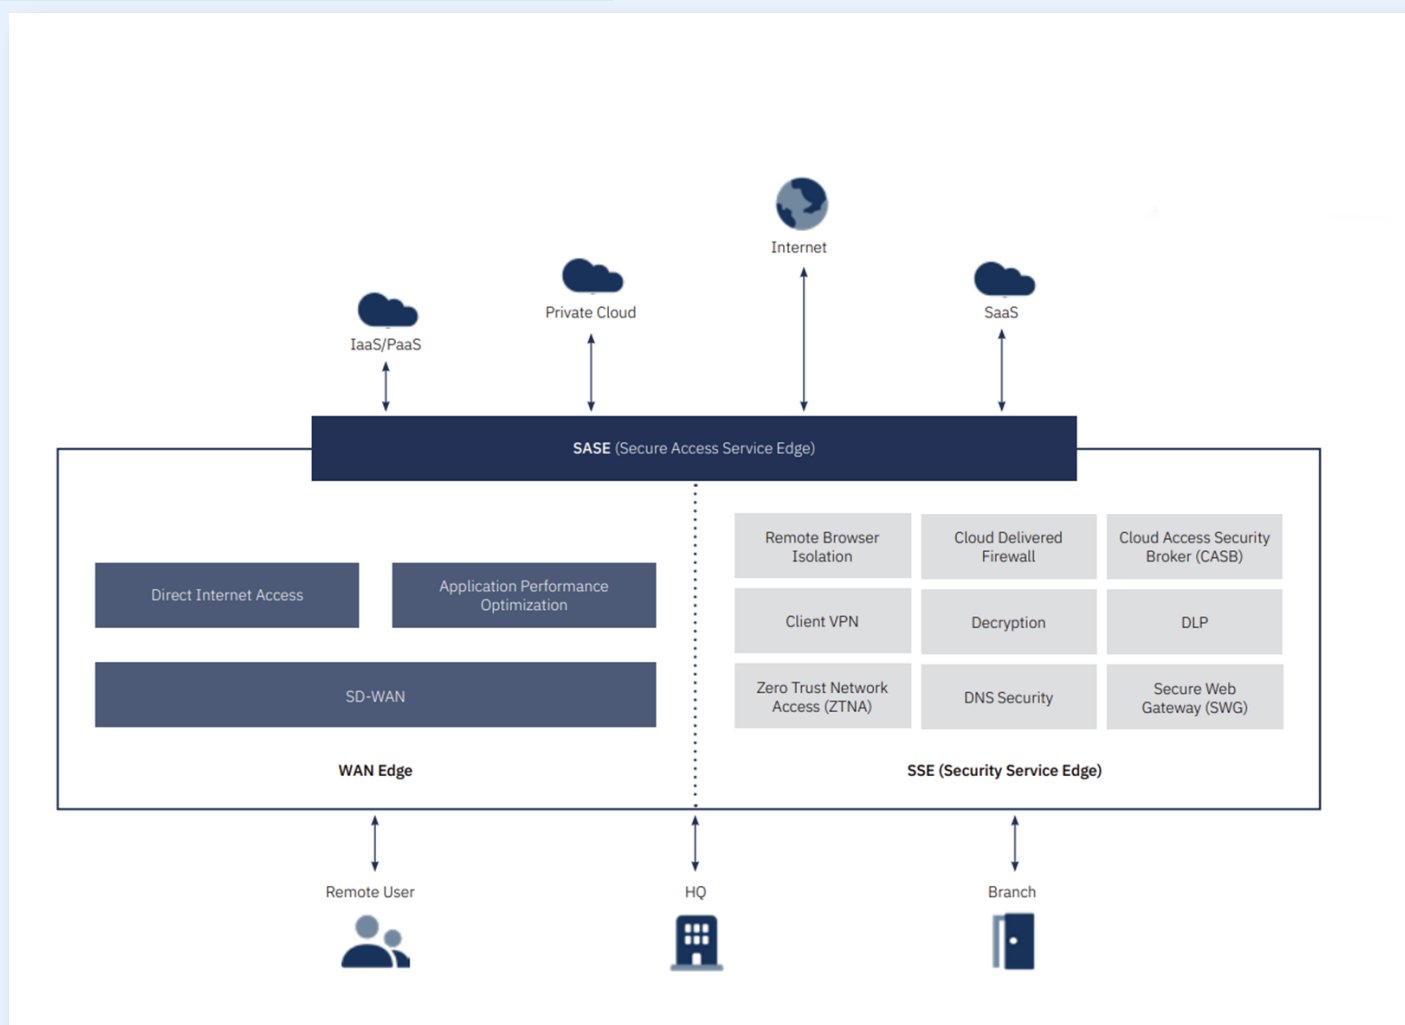 Internet
Private Cloud
SaaS
IaaS/PaaS
SASE (Secure Access Service Edge)
Direct Internet Access
Application Performance
Optimization
SD-WAN
WAN Edge
Remote Browser
Isolation
Cloud Delivered
Firewall
Cloud Access Security
Broker (CASB)
Client VPN
Decryption
DLP
Zero Trust Network
Access (ZTNA)
DNS Security
Secure Web
Gateway (SWG)
SSE (Security Service Edge)
Remote User
HQ
Branch